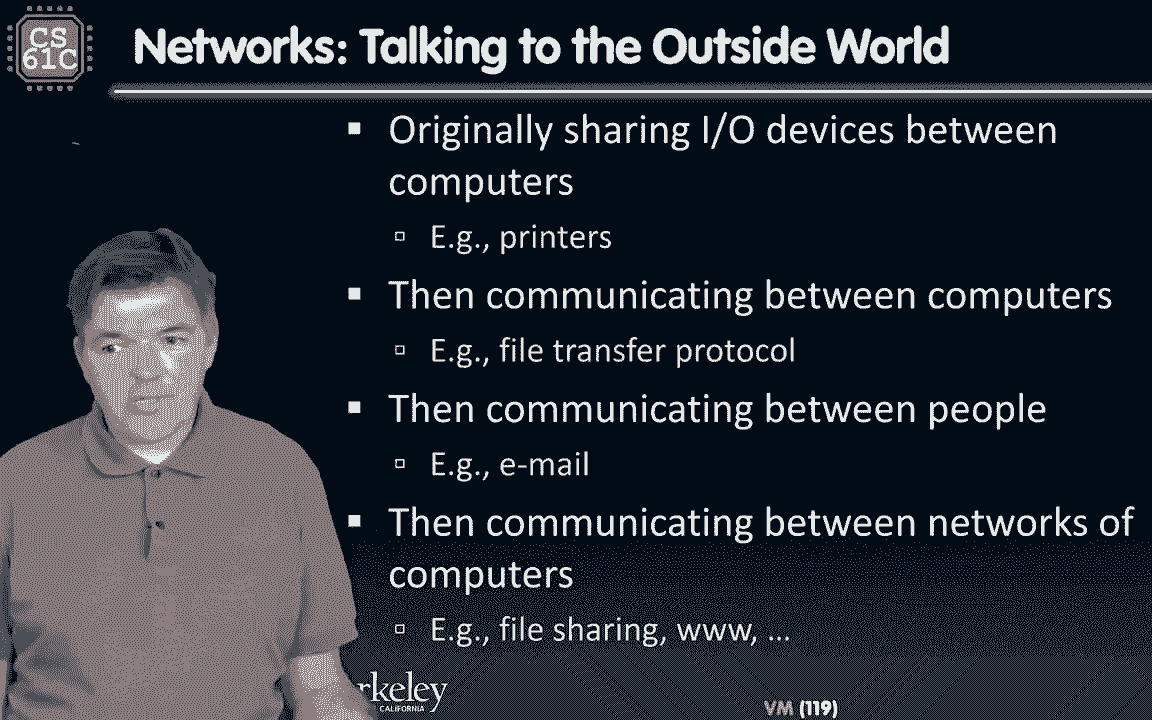 CS
61C
Networks: Talking to the Outside World
▪ Originally sharing I/O devices between
computers
▫ E.g., printers
▪ Then communicating between computers
▫ E.g., file transfer protocol
▪ Then communicating between people
▫ E.g., e-mail
▪ Then communicating between networks of
computers
▫ E.g., file sharing, www, ...
rkeley
CALIFORNIA
VM (119)